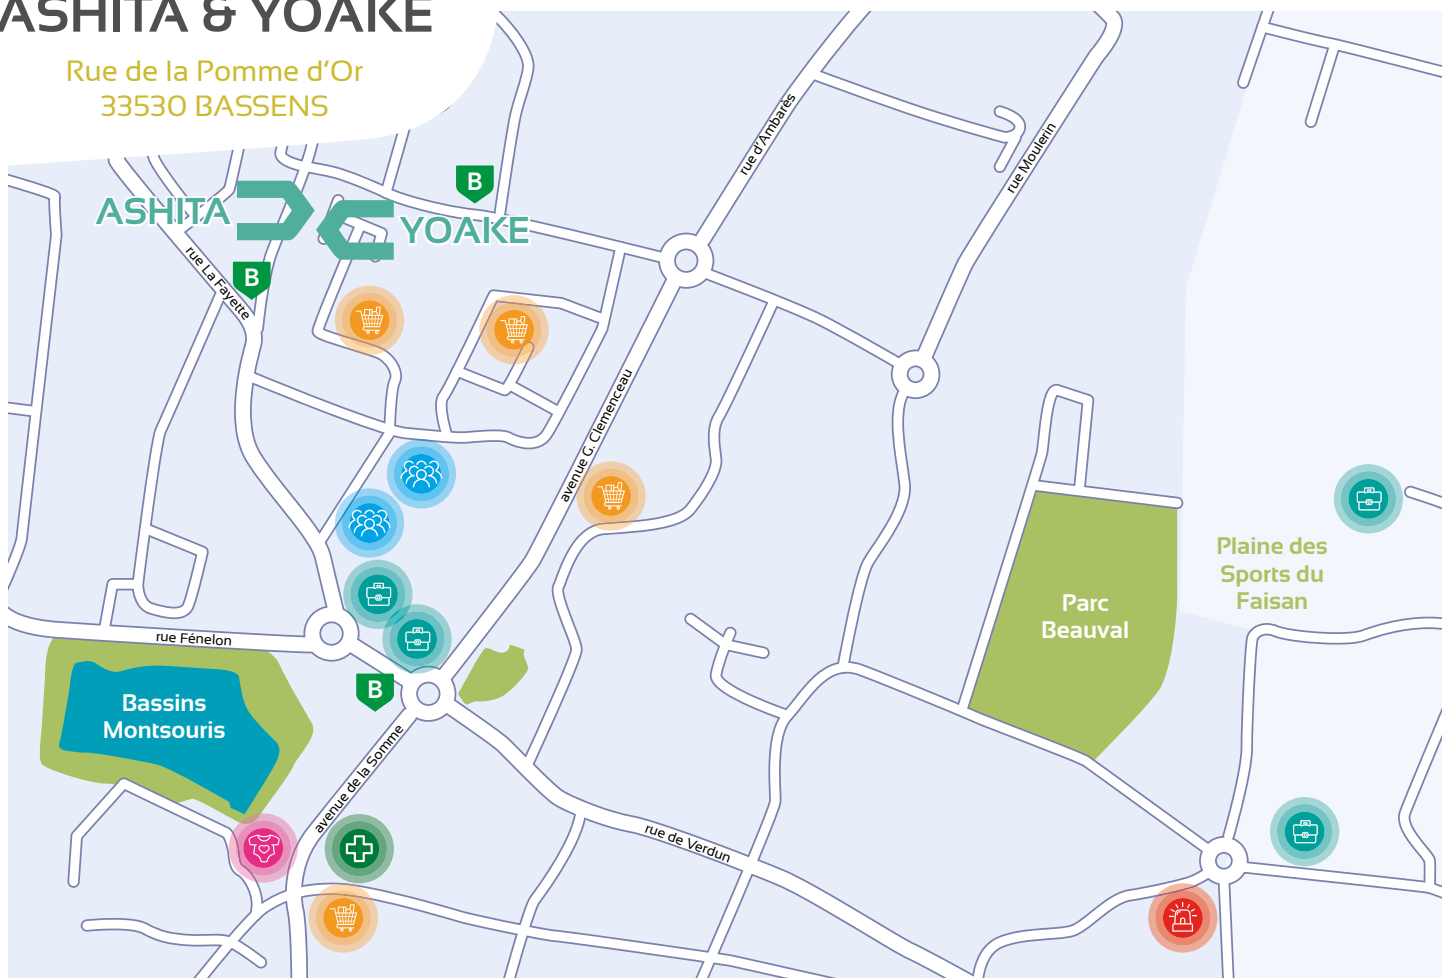 ASHITA & YOAKE
Rue de la Pomme d'Or
33530 BASSENS
rue d'Ambarès
rue Moulerin
B
ASHITA
YOAKE
rue La Fayette
B
avenue G. Clemenceau
Plaine des
Sports du
Faisan
Parc
Beauval
rue Fénelon
B
Bassins
Montsouris
avenue de la Somme
rue de Verdun